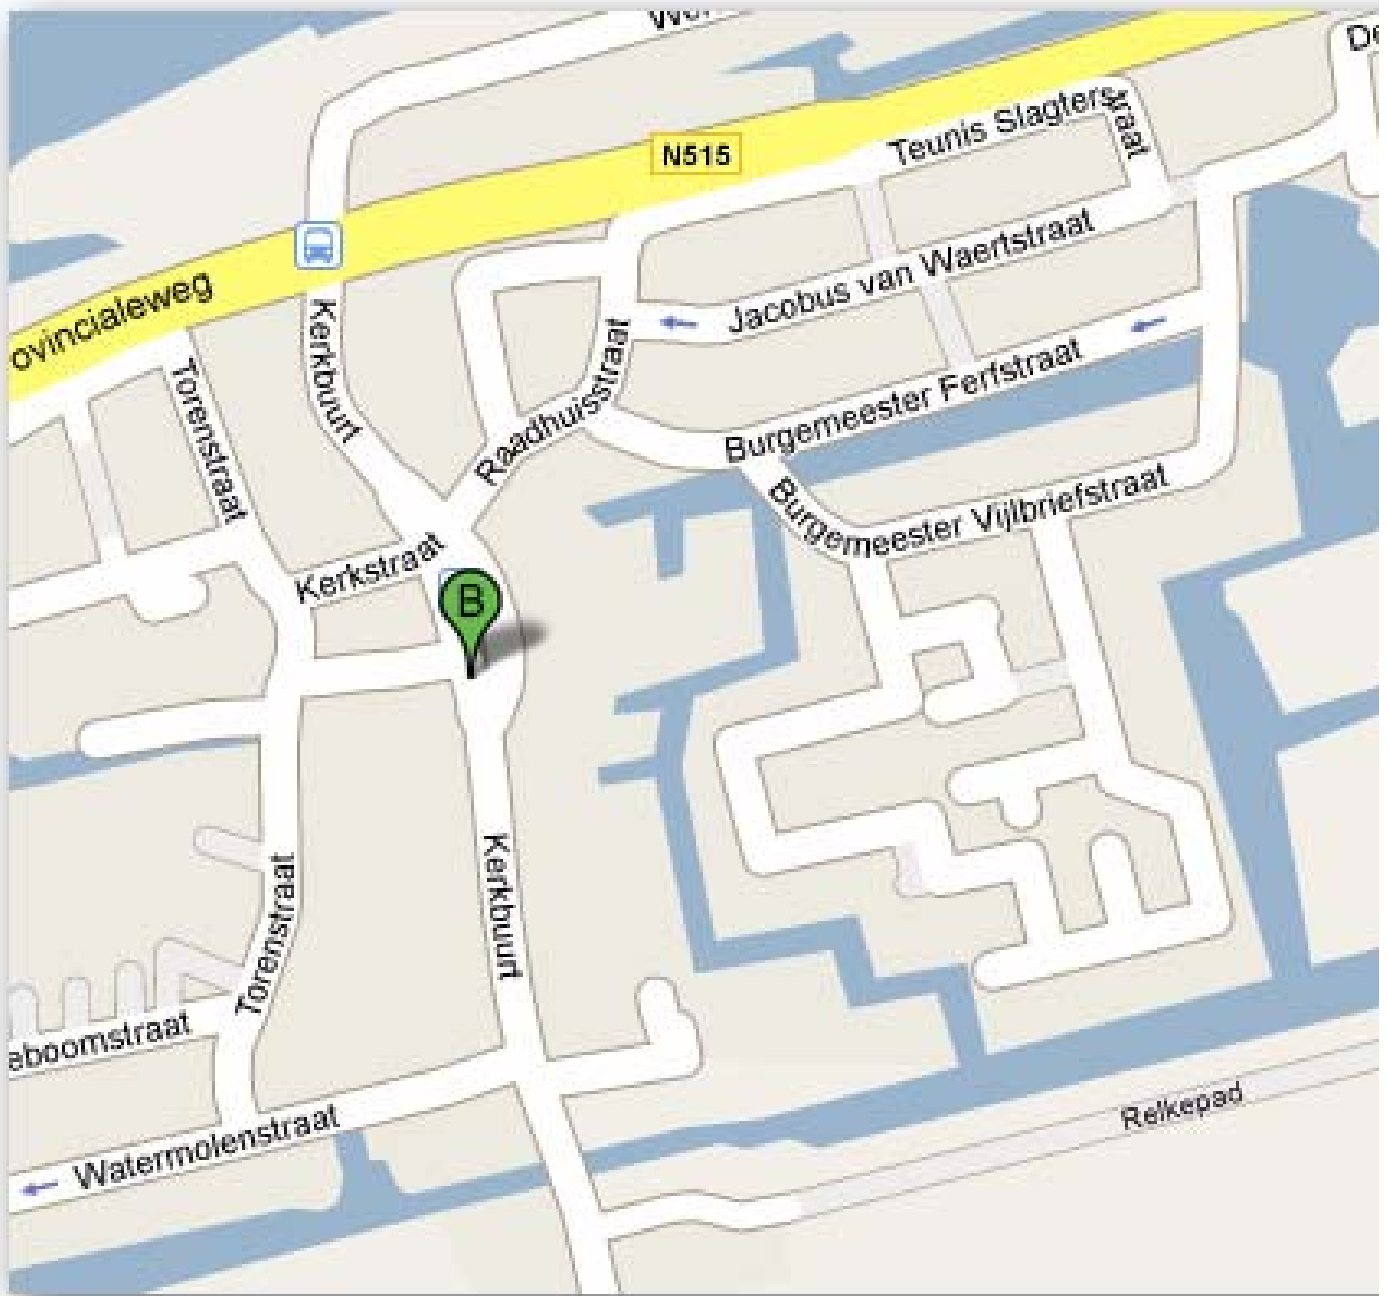 De
Teunis Slagterstraat
N515
Jacobus van Waertstraat
ovincialeweg
Kerkbuurt
Torenstraat
Raadhuisstraat
Burgemeester Ferfstraat
Burgemeester Vijlbriefstraat
Kerkstraat
B
Kerkbuurt
Torenstraat
eboomstraat
Watermolenstraat
Relkepad